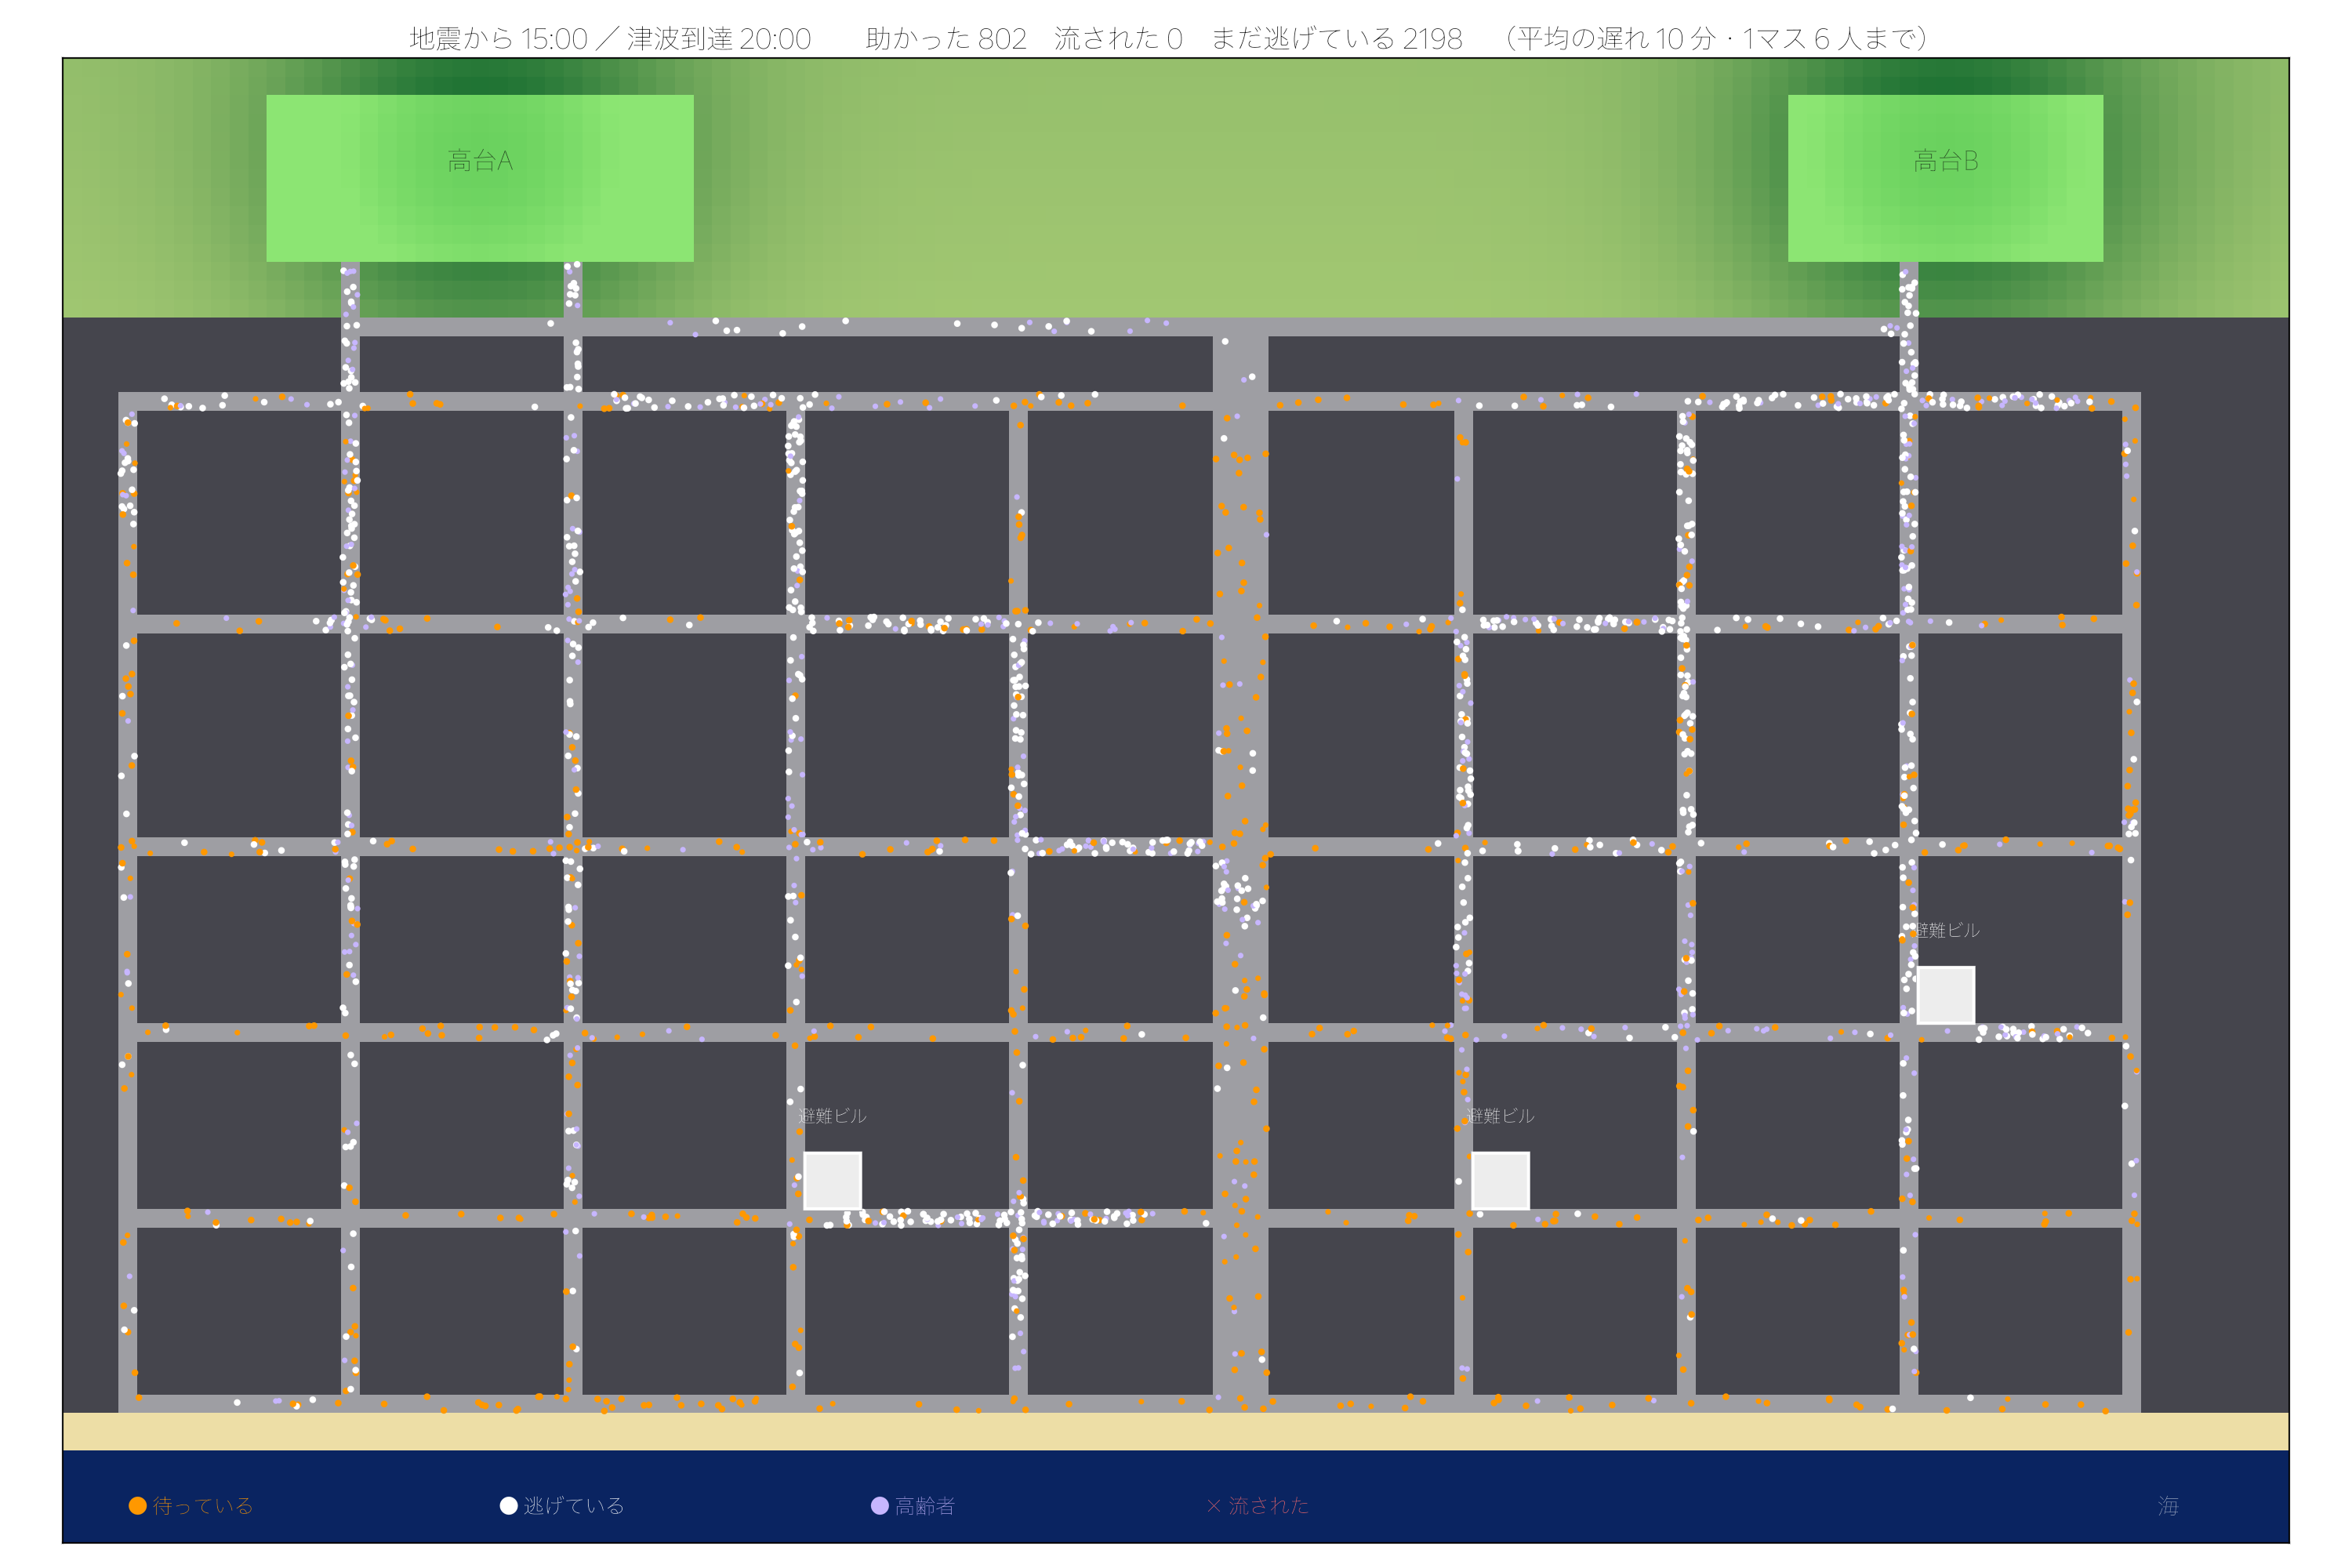 地震から 15:00 ／ 津波到達 20:00　　助かった 802　流された 0　まだ逃げている 2198　（平均の遅れ 10 分・1マス 6 人まで）
高台A
高台B
避難ビル
避難ビル
避難ビル
待っている
逃げている
高齢者
× 流された
海